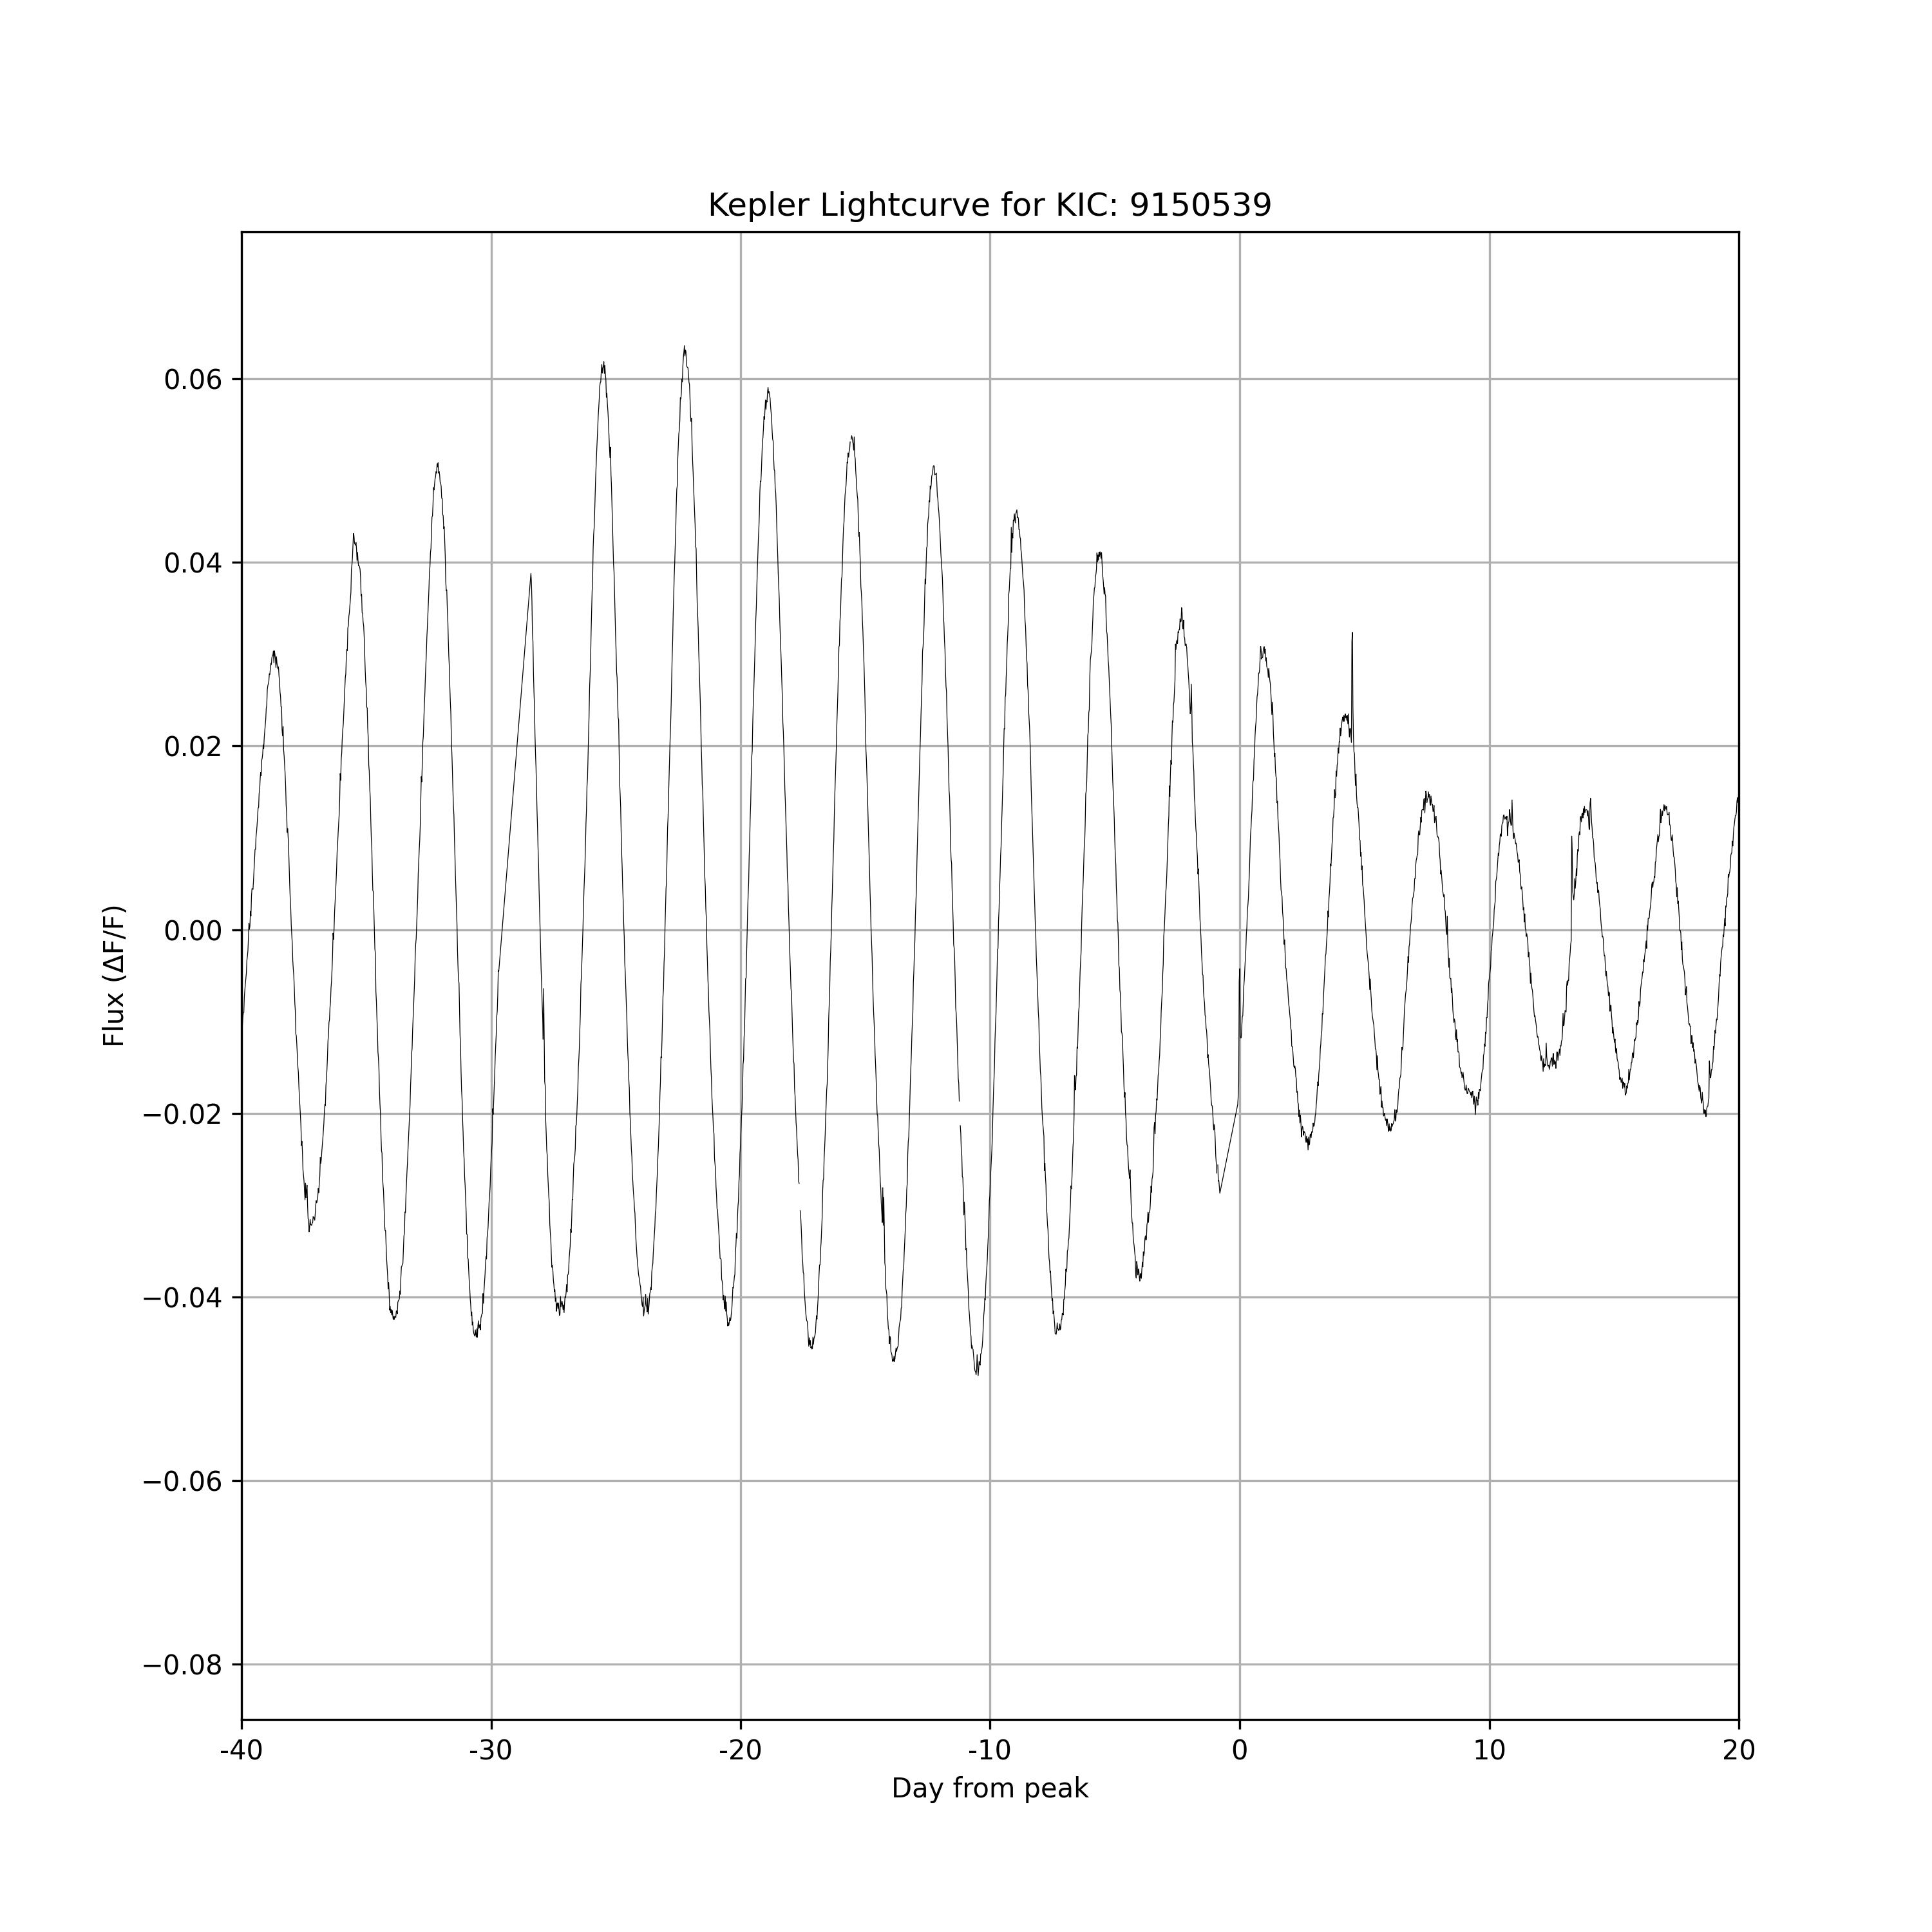 Kepler Lightcurve for KIC: 9150539
Flux (ΔF/F)
0.06
0.04
0.02
0.00
−0.02
−0.04
−0.06
−0.08
-40 -30 -20 -10 0 10 20
Day from peak